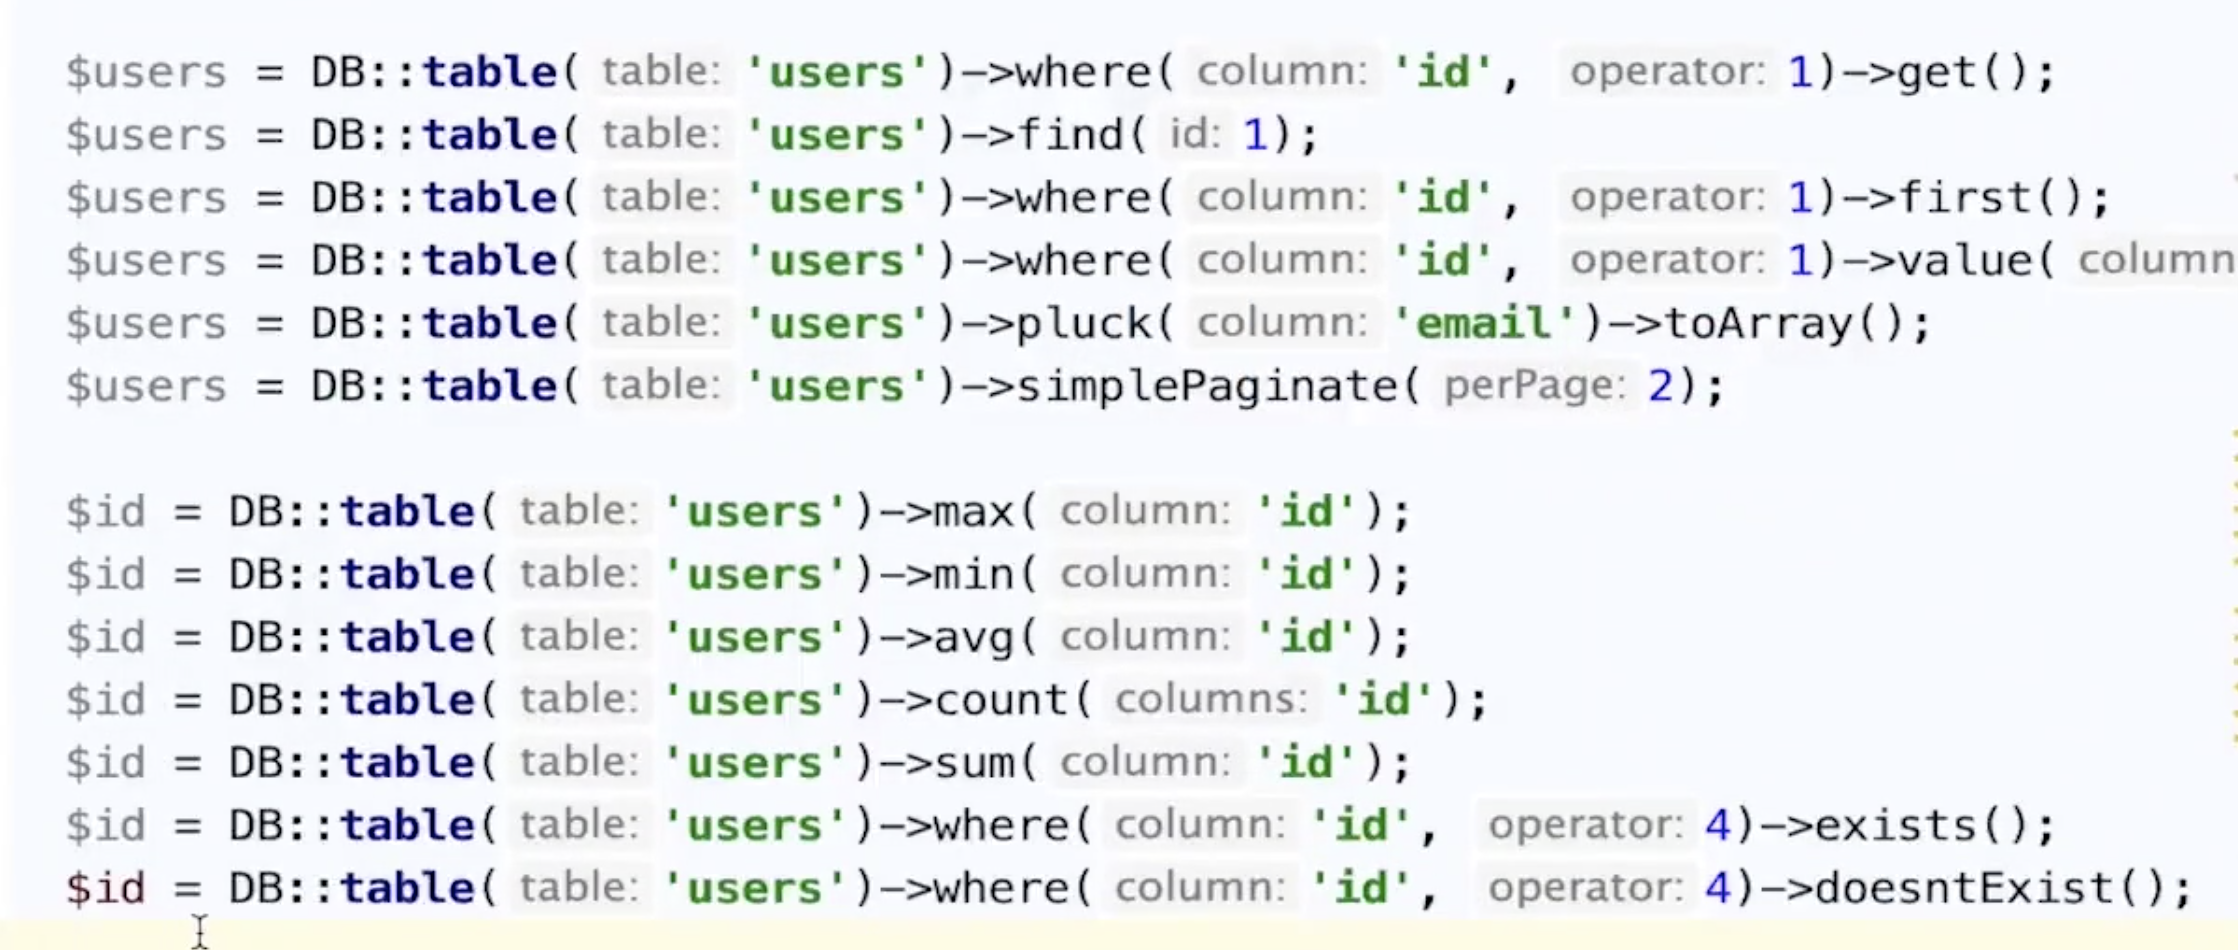 $users = DB::table( table: 'users')->where( column: 'id', operator: 1)->get();
$users = DB::table( table: 'users')->find( id: 1);
$users = DB::table( table: 'users')->where( column: 'id', operator: 1)->first();
$users = DB::table( table: 'users')->where( column: 'id', operator: 1)->value( column
$users = DB::table( table: 'users')->pluck( column: 'email')->toArray();
$users = DB::table( table: 'users')->simplePaginate( perPage: 2);
$id = DB::table( table: 'users')->max( column: 'id');
$id = DB::table( table: 'users')->min( column: 'id');
$id = DB::table( table: 'users')->avg( column: 'id');
$id = DB::table( table: 'users')->count( columns: 'id');
$id = DB::table( table: 'users')->sum( column: 'id');
$id = DB::table( table: 'users')->where( column: 'id', operator: 4)->exists();
$id = DB::table( table: 'users')->where( column: 'id', operator: 4)->doesntExist();